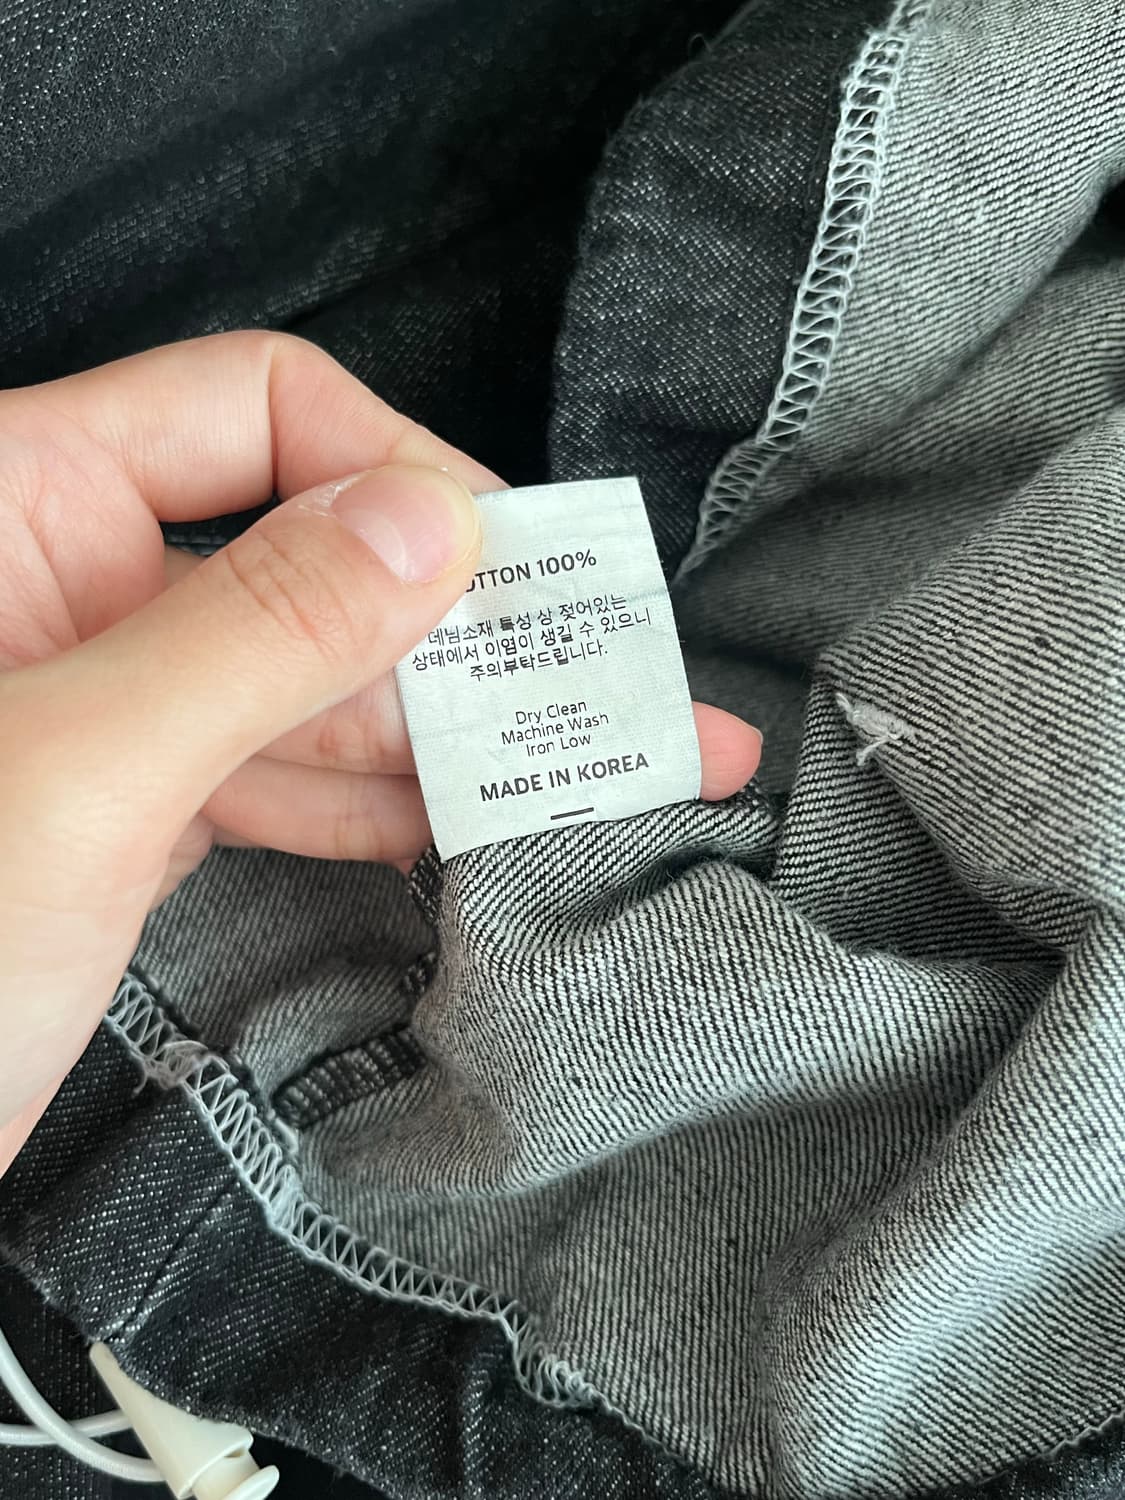 OTTON 100%
데님소재 특성 상 젖어있는
상태에서 이염이 생길 수 있으니
주의부탁드립니다.
Dry Clean
Machine Wash
Iron Low
MADE IN KOREA